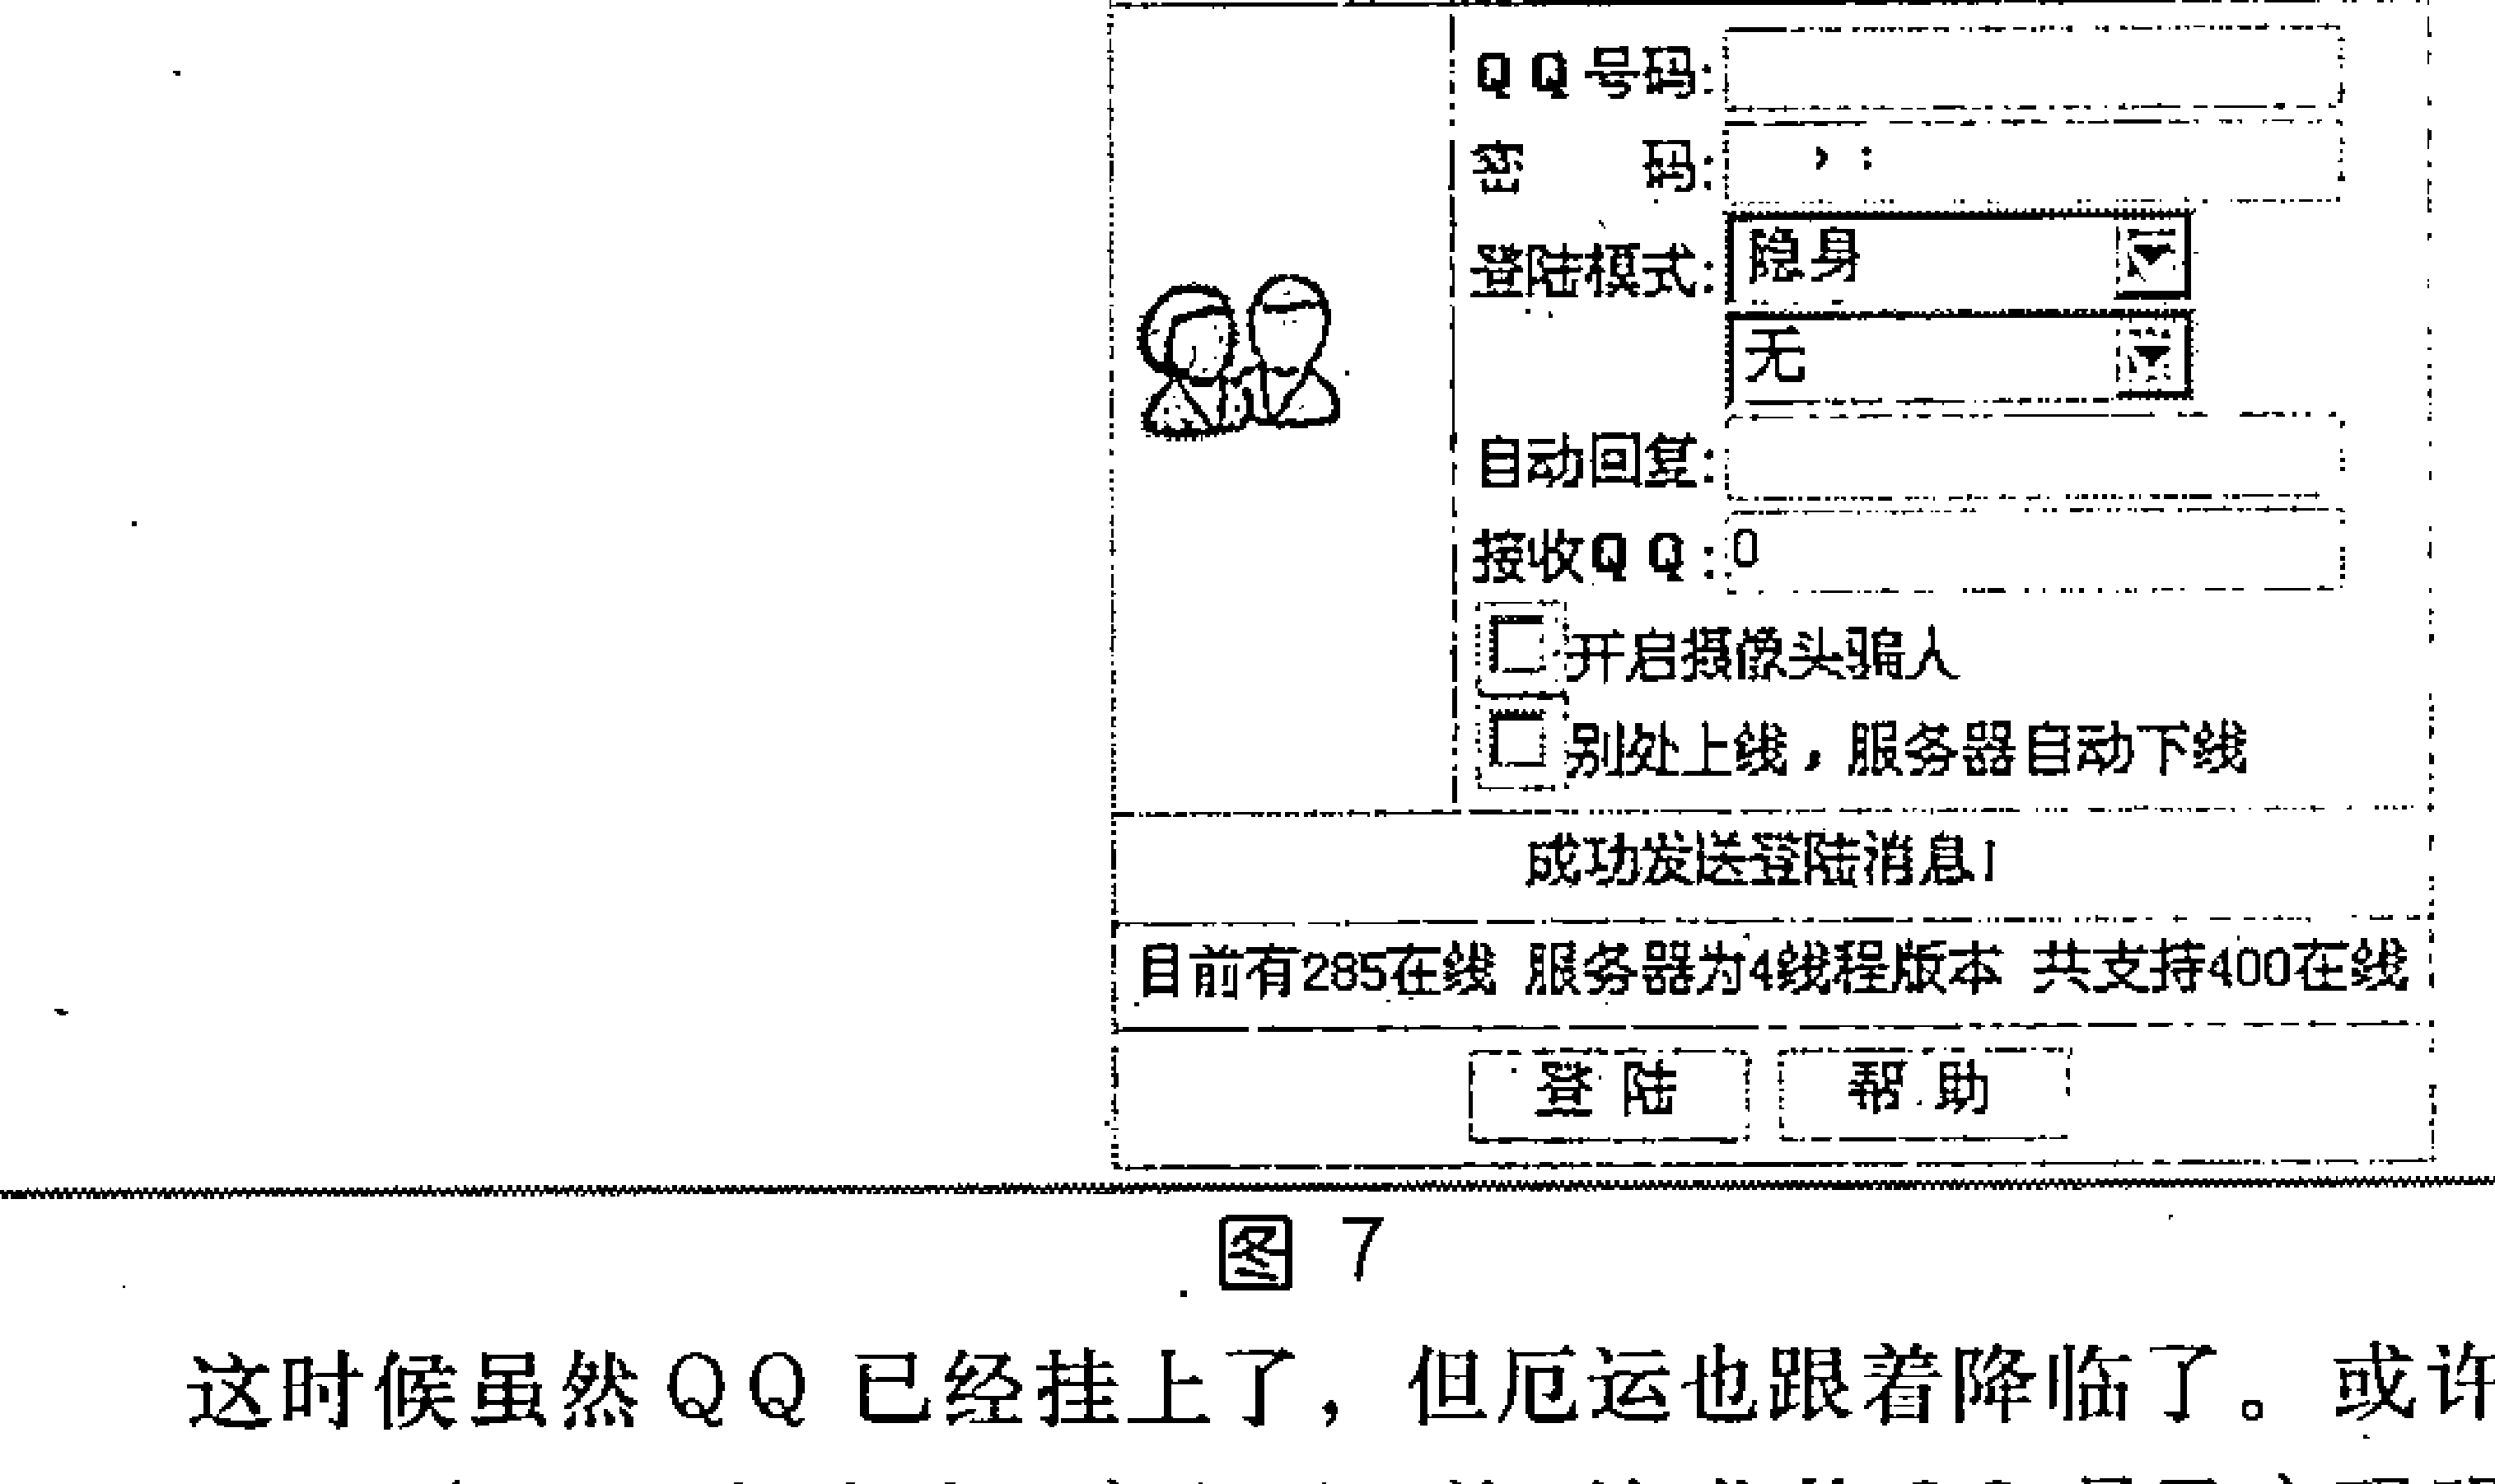 QQ号码:
密 码:
登陆模式: 隐身
无
自动回复:
接收QQ: 0
开启摄像头骗人
别处上线，服务器自动下线
成功发送登陆消息!
目前有285在线 服务器为4线程版本 共支持400在线
登 陆 帮 助
图 7
这时候虽然QQ已经挂上了，但厄运也跟着降临了。或许